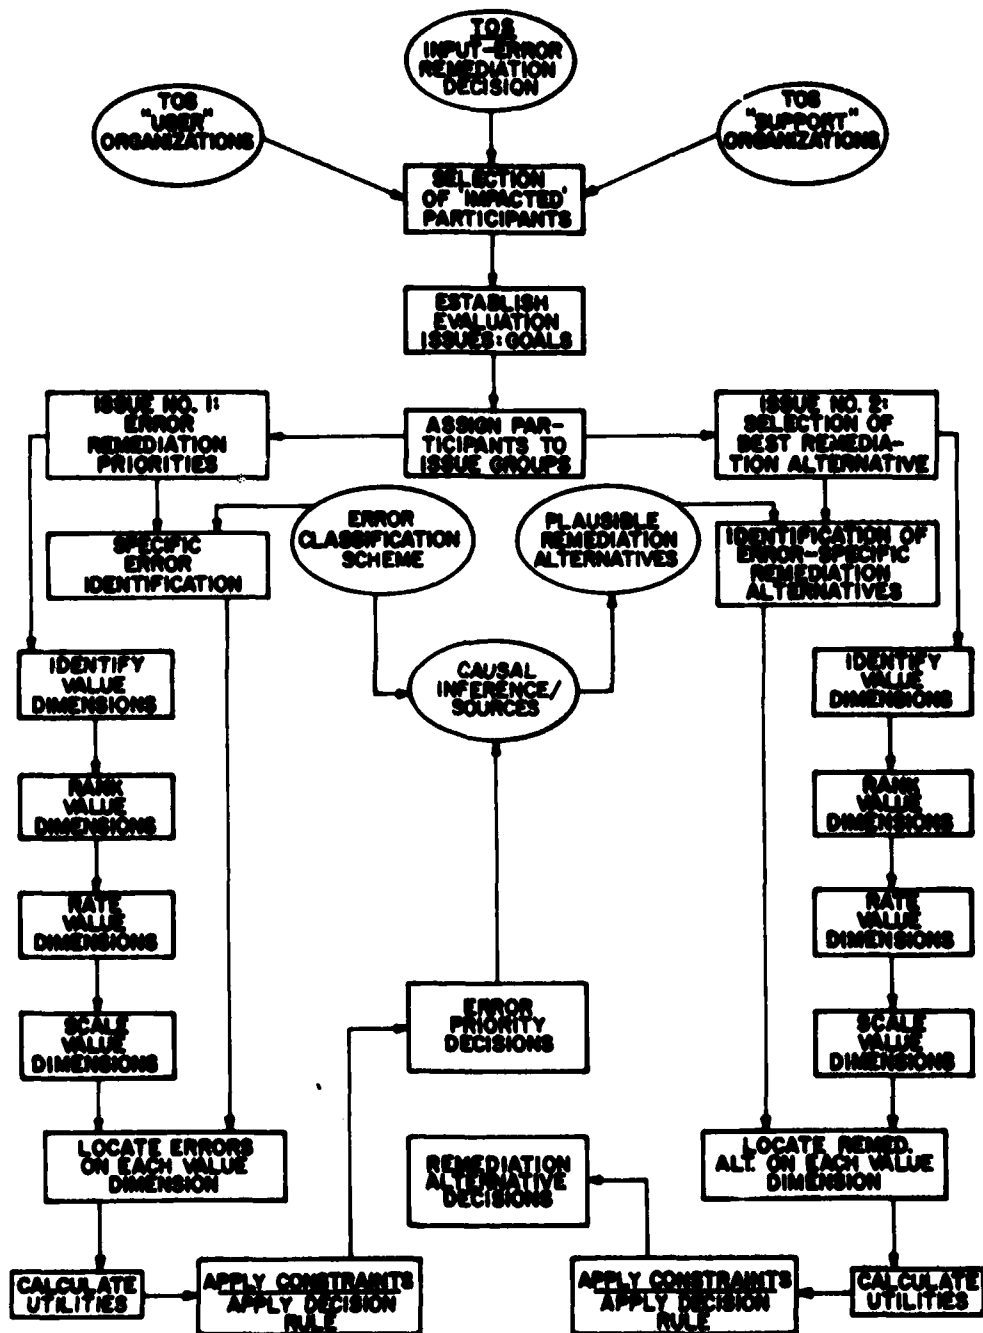 TOS
INPUT-ERROR
REMEDIATION
DECISION
TOS
"USER"
ORGANIZATIONS
TOS
"SUPPORT"
ORGANIZATIONS
SELECTION
OF 'IMPACTED'
PARTICIPANTS
ESTABLISH
EVALUATION
ISSUES: GOALS
ISSUE NO. 1:
ERROR
REMEDIATION
PRIORITIES
ASSIGN PAR-
TICIPANTS TO
ISSUE GROUPS
ISSUE NO. 2:
SELECTION OF
BEST REMEDIA-
TION ALTERNATIVE
SPECIFIC
ERROR
IDENTIFICATION
ERROR
CLASSIFICATION
SCHEME
PLAUSIBLE
REMEDIATION
ALTERNATIVES
IDENTIFICATION OF
ERROR-SPECIFIC
REMEDIATION
ALTERNATIVES
IDENTIFY
VALUE
DIMENSIONS
CAUSAL
INFERENCE/
SOURCES
IDENTIFY
VALUE
DIMENSIONS
RANK
VALUE
DIMENSIONS
RANK
VALUE
DIMENSIONS
RATE
VALUE
DIMENSIONS
RATE
VALUE
DIMENSIONS
SCALE
VALUE
DIMENSIONS
ERROR
PRIORITY
DECISIONS
SCALE
VALUE
DIMENSIONS
LOCATE ERRORS
ON EACH VALUE
DIMENSION
REMEDIATION
ALTERNATIVE
DECISIONS
LOCATE REMED.
ALT. ON EACH VALUE
DIMENSION
CALCULATE
UTILITIES
APPLY CONSTRAINTS
APPLY DECISION
RULE
APPLY CONSTRAINTS
APPLY DECISION
RULE
CALCULATE
UTILITIES